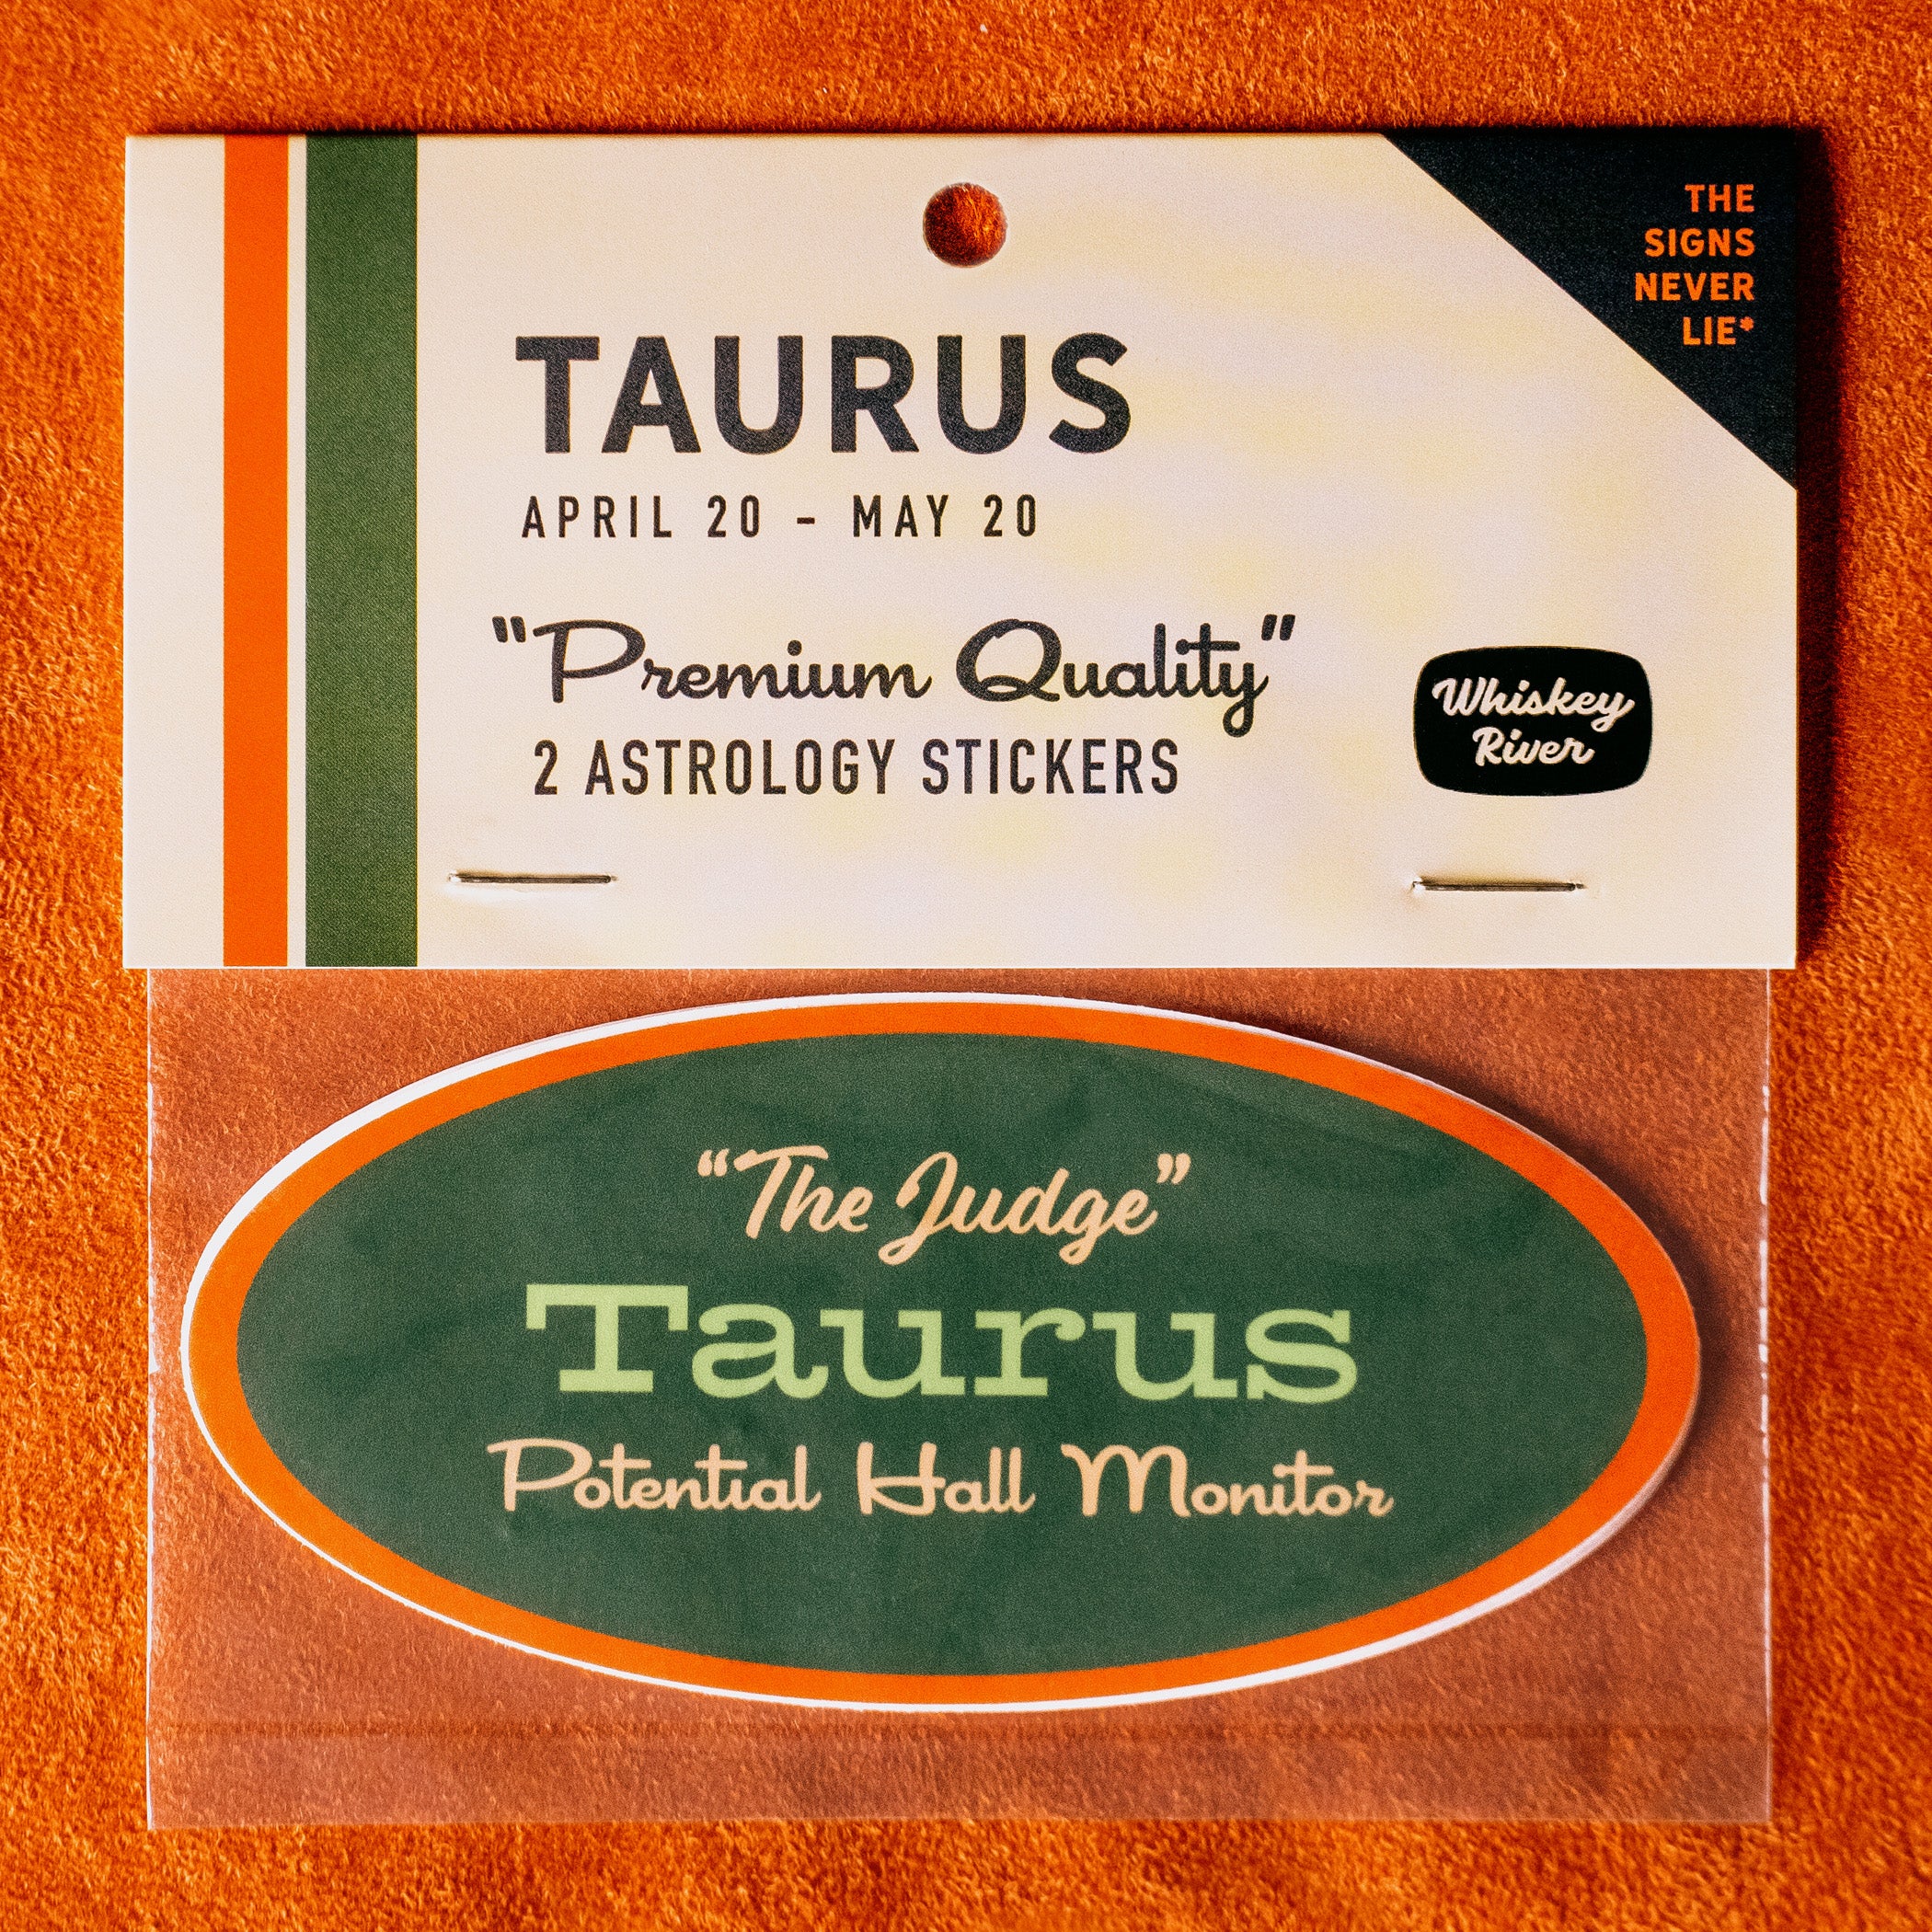 THE
SIGNS
NEVER
LIE*
TAURUS
APRIL 20 - MAY 20
"Premium Quality"
2 ASTROLOGY STICKERS
Whiskey
River
“The Judge”
Taurus
Potential Hall Monitor